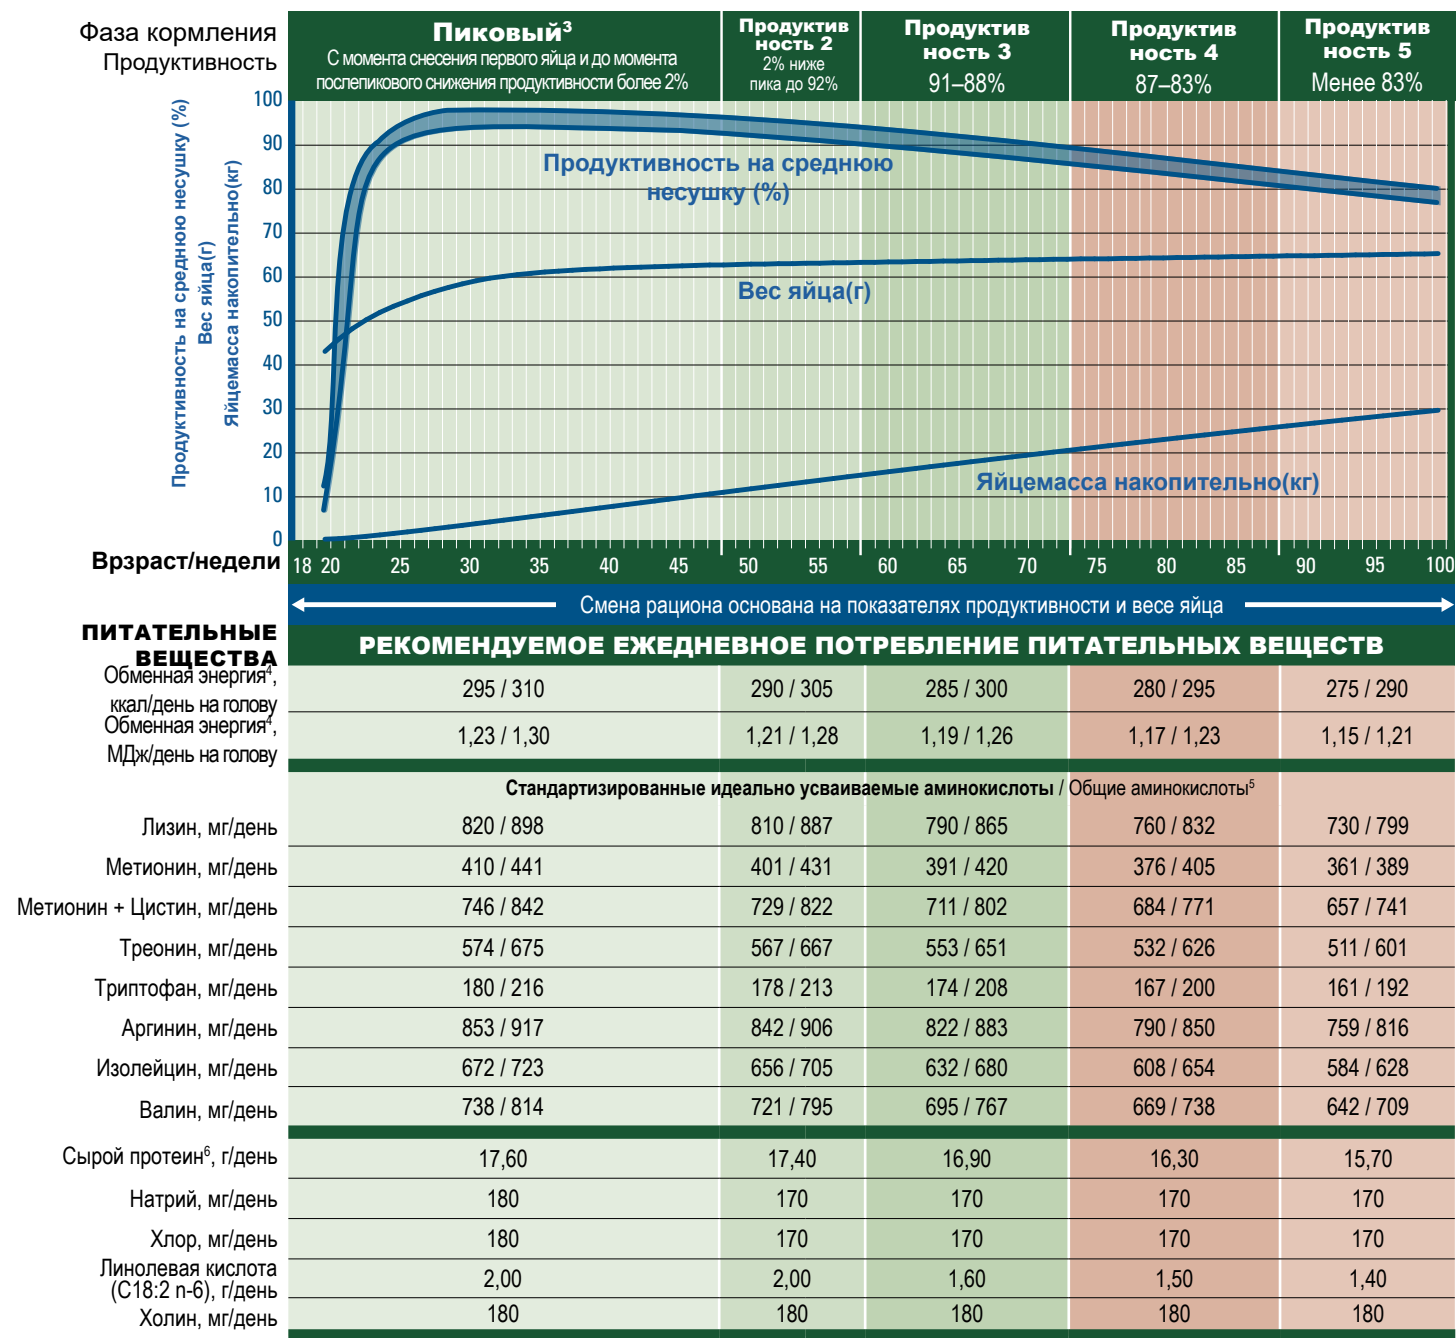 Фаза кормления
Продуктивность
Пиковый³
С момента снесения первого яйца и до момента
послепикового снижения продуктивности более 2%
Продуктив
ность 2
2% ниже
пика до 92%
Продуктив
ность 3
91–88%
Продуктив
ность 4
87–83%
Продуктив
ность 5
Менее 83%
Продуктивность на среднюю несушку (%)
Вес яйца(г)
Яйцемасса накопительно(кг)
100
90
80
70
60
50
40
30
20
10
0
Продуктивность на среднюю
несушку (%)
Вес яйца(г)
Яйцемасса накопительно(кг)
Врзраст/недели 18 20 25 30 35 40 45 50 55 60 65 70 75 80 85 90 95 100
Смена рациона основана на показателях продуктивности и весе яйца
ПИТАТЕЛЬНЫЕ
ВЕЩЕСТВА
РЕКОМЕНДУЕМОЕ ЕЖЕДНЕВНОЕ ПОТРЕБЛЕНИЕ ПИТАТЕЛЬНЫХ ВЕЩЕСТВ
Обменная энергия⁴,
ккал/день на голову
295 / 310 290 / 305 285 / 300 280 / 295 275 / 290
Обменная энергия⁴,
МДж/день на голову
1,23 / 1,30 1,21 / 1,28 1,19 / 1,26 1,17 / 1,23 1,15 / 1,21
Стандартизированные идеально усваиваемые аминокислоты / Общие аминокислоты⁵
Лизин, мг/день 820 / 898 810 / 887 790 / 865 760 / 832 730 / 799
Метионин, мг/день 410 / 441 401 / 431 391 / 420 376 / 405 361 / 389
Метионин + Цистин, мг/день 746 / 842 729 / 822 711 / 802 684 / 771 657 / 741
Треонин, мг/день 574 / 675 567 / 667 553 / 651 532 / 626 511 / 601
Триптофан, мг/день 180 / 216 178 / 213 174 / 208 167 / 200 161 / 192
Аргинин, мг/день 853 / 917 842 / 906 822 / 883 790 / 850 759 / 816
Изолейцин, мг/день 672 / 723 656 / 705 632 / 680 608 / 654 584 / 628
Валин, мг/день 738 / 814 721 / 795 695 / 767 669 / 738 642 / 709
Сырой протеин⁶, г/день 17,60 17,40 16,90 16,30 15,70
Натрий, мг/день 180 170 170 170 170
Хлор, мг/день 180 170 170 170 170
Линолевая кислота
(C18:2 n-6), г/день
2,00 2,00 1,60 1,50 1,40
Холин, мг/день 180 180 180 180 180